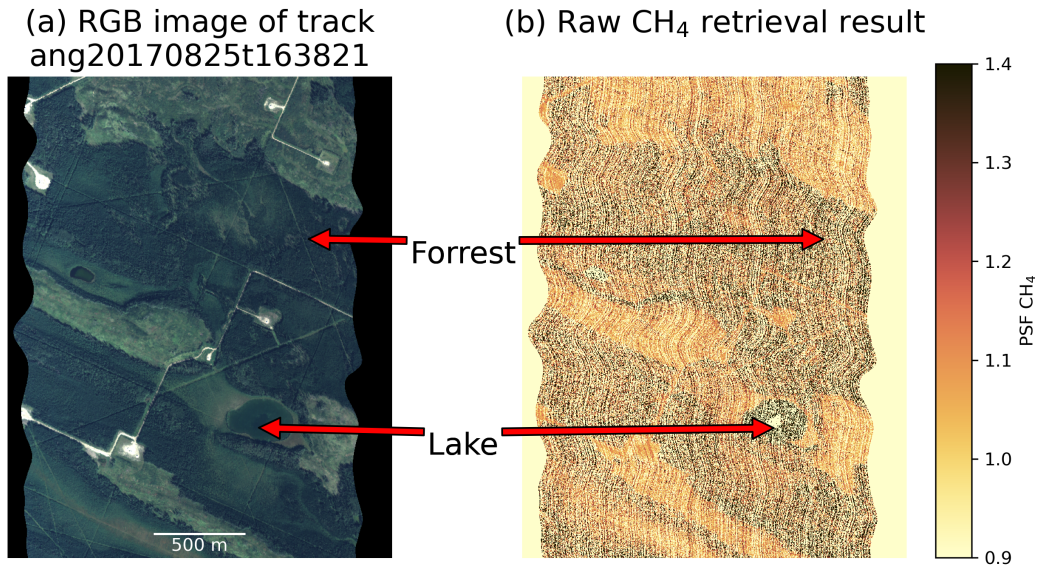 (a) RGB image of track
ang20170825t163821
(b) Raw CH₄ retrieval result
Forrest
Lake
500 m
1.4
1.3
1.2
1.1
1.0
0.9
PSF CH₄